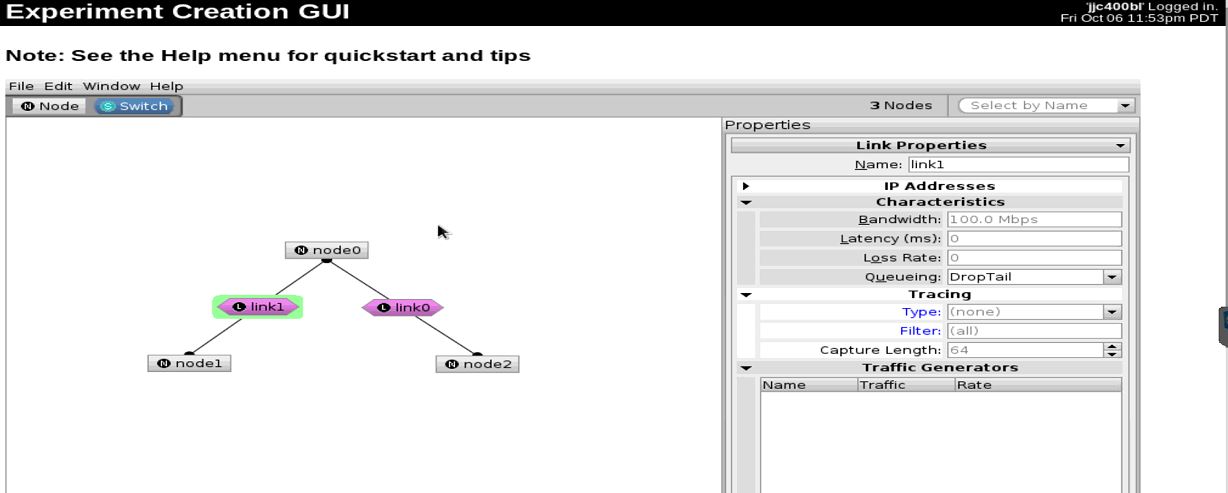 Experiment Creation GUI
'jjc400bl' Logged in.
Fri Oct 06 11:53pm PDT
Note: See the Help menu for quickstart and tips
File Edit Window Help
N Node S Switch 3 Nodes Select by Name
Properties
Link Properties
Name: link1
IP Addresses
Characteristics
Bandwidth: 100.0 Mbps
Latency (ms): 0
Loss Rate: 0
Queueing: DropTail
Tracing
Type: (none)
Filter: (all)
Capture Length: 64
Traffic Generators
Name Traffic Rate
N node0
L link1 L link0
N node1 N node2